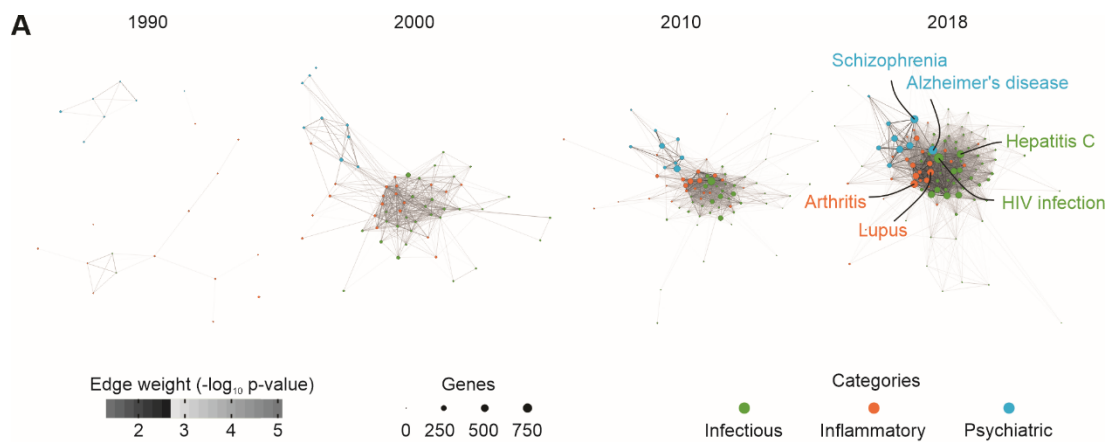 A
1990 2000 2010 2018
Schizophrenia
Alzheimer's disease
Hepatitis C
HIV infection
Arthritis
Lupus
Edge weight (-log₁₀ p-value)
2 3 4 5
Genes
0 250 500 750
Categories
Infectious Inflammatory Psychiatric